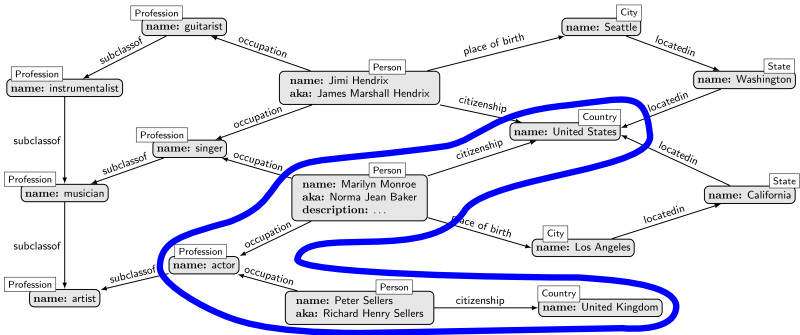 Profession
name: guitarist
City
name: Seattle
occupation
place of birth
subclassof
locatedin
Person
name: Jimi Hendrix
aka: James Marshall Hendrix
State
name: Washington
Profession
name: instrumentalist
occupation
citizenship
locatedin
Country
name: United States
Profession
name: singer
subclassof
subclassof
occupation
citizenship
locatedin
Person
name: Marilyn Monroe
aka: Norma Jean Baker
description: ...
Profession
name: musician
State
name: California
place of birth
locatedin
occupation
City
name: Los Angeles
subclassof
Profession
name: actor
subclassof
occupation
Profession
name: artist
Person
name: Peter Sellers
aka: Richard Henry Sellers
citizenship
Country
name: United Kingdom